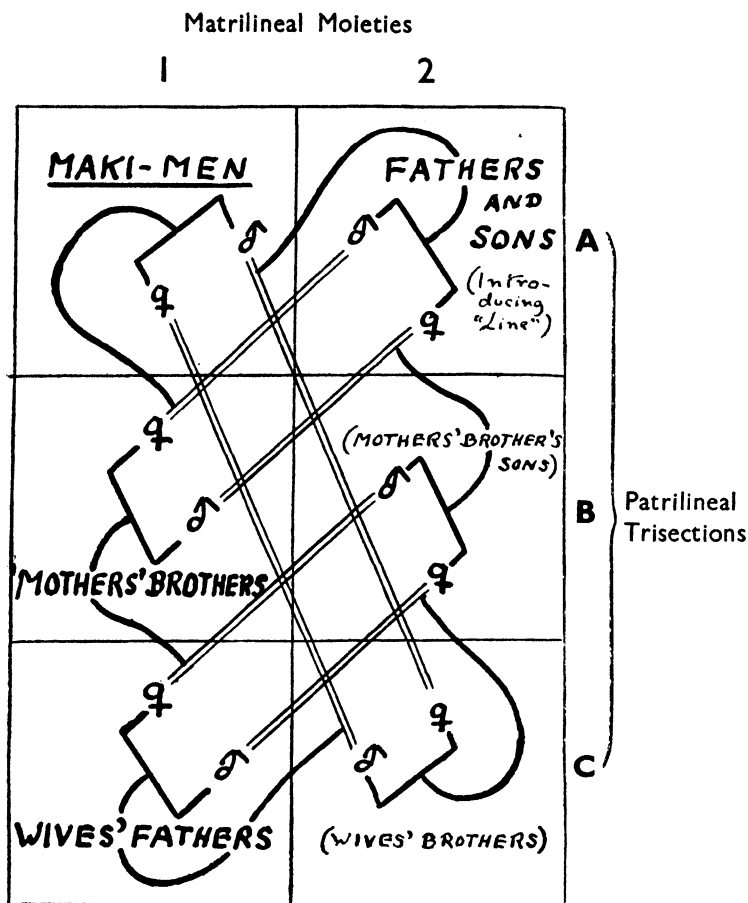 Matrilineal Moieties
1 2
MAKI-MEN
FATHERS
AND
SONS
(Intro-
ducing
"Line")
A
♂
♂
♀
♀
♀
(MOTHERS' BROTHER'S
SONS)
♂
♂
B
Patrilineal
Trisections
'MOTHERS' BROTHERS
♀
♀
♀
♂
♂
C
WIVES' FATHERS
(WIVES' BROTHERS)